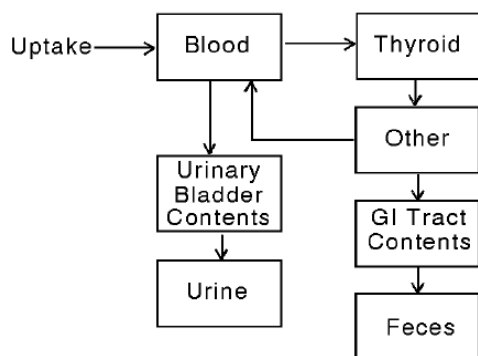 Uptake
Blood
Thyroid
Other
Urinary
Bladder
Contents
GI Tract
Contents
Urine
Feces